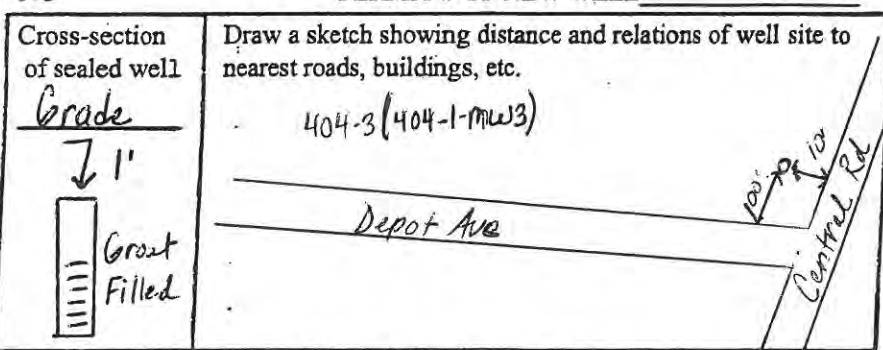 Cross-section
of sealed well
Grade
1'
Grout
Filled
Draw a sketch showing distance and relations of well site to
nearest roads, buildings, etc.
404-3(404-1-MW3)
Depot Ave
100'
10'
Central Rd